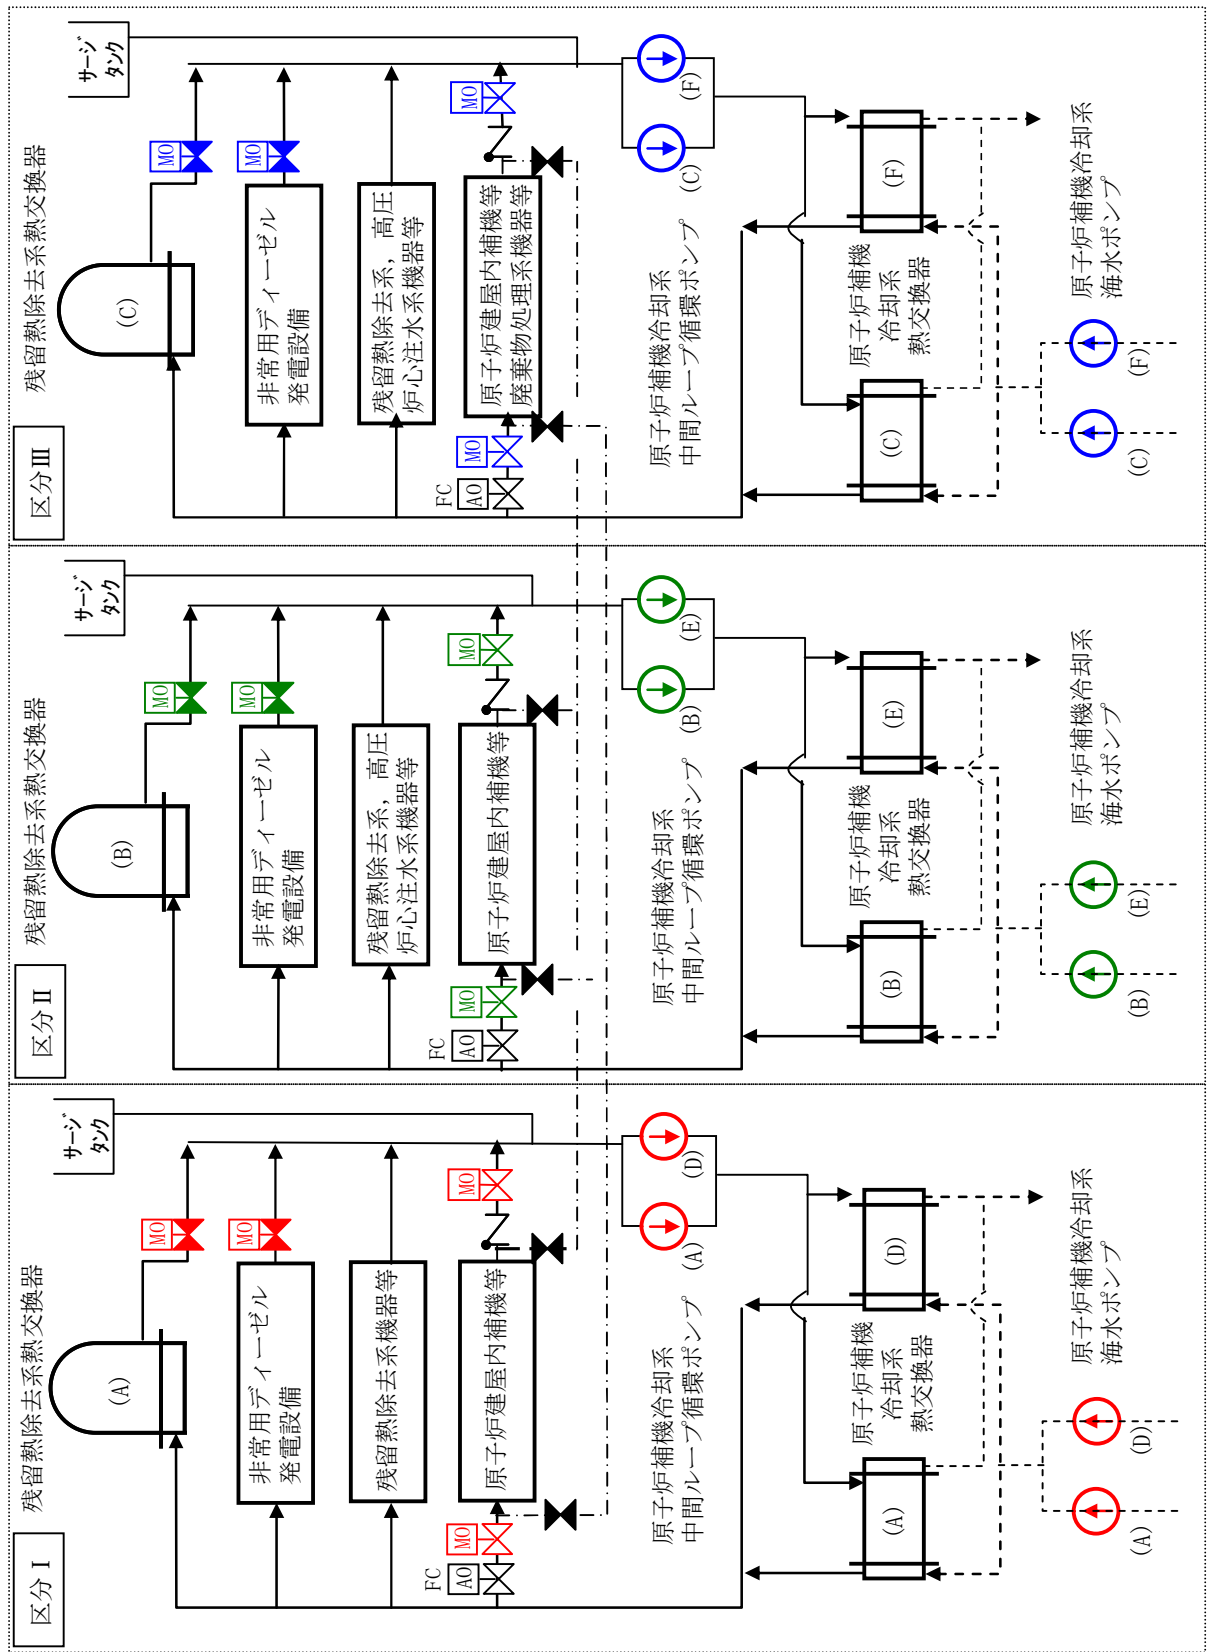 区分Ⅰ
残留熱除去系熱交換器
(A)
サージ
タンク
MO
非常用ディーゼル
発電設備
MO
残留熱除去系機器等
FC
AO
MO
原子炉建屋内補機等
MO
原子炉補機冷却系
中間ループ循環ポンプ
(A)
(D)
原子炉補機
冷却系
熱交換器
(A)
(D)
原子炉補機冷却系
海水ポンプ
(A)
(D)
区分Ⅱ
残留熱除去系熱交換器
(B)
サージ
タンク
MO
非常用ディーゼル
発電設備
MO
残留熱除去系，高圧
炉心注水系機器等
FC
AO
MO
原子炉建屋内補機等
MO
原子炉補機冷却系
中間ループ循環ポンプ
(B)
(E)
原子炉補機
冷却系
熱交換器
(B)
(E)
原子炉補機冷却系
海水ポンプ
(B)
(E)
区分Ⅲ
残留熱除去系熱交換器
(C)
サージ
タンク
MO
非常用ディーゼル
発電設備
MO
残留熱除去系，高圧
炉心注水系機器等
FC
AO
MO
原子炉建屋内補機等
廃棄物処理系機器等
MO
原子炉補機冷却系
中間ループ循環ポンプ
(C)
(F)
原子炉補機
冷却系
熱交換器
(C)
(F)
原子炉補機冷却系
海水ポンプ
(C)
(F)